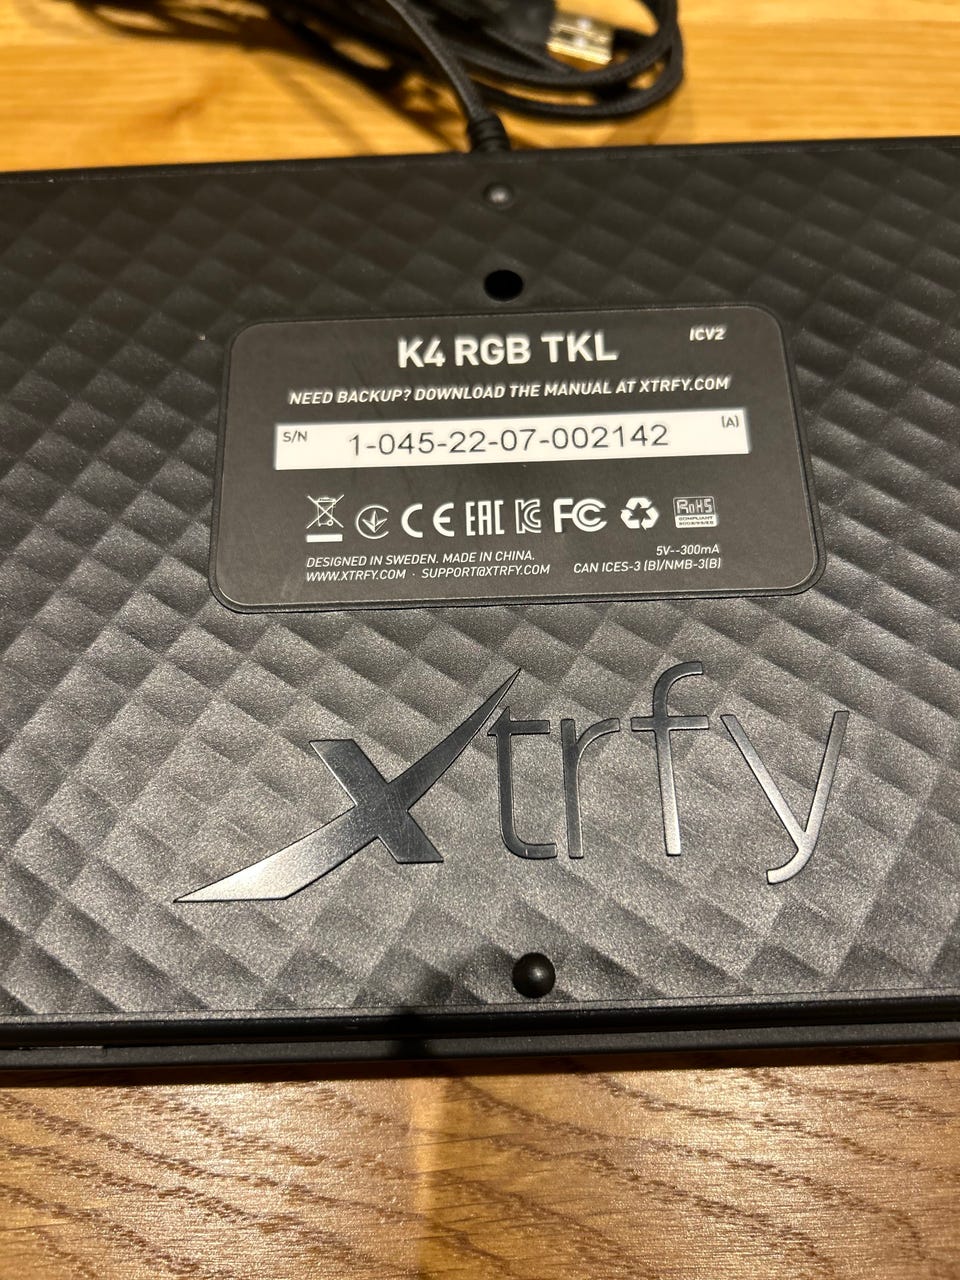 K4 RGB TKL
ICV2
NEED BACKUP? DOWNLOAD THE MANUAL AT XTRFY.COM
S/N 1-045-22-07-002142 (A)
CE EAC FC RoHS
COMPLIANT
DESIGNED IN SWEDEN. MADE IN CHINA.
5V--300mA
WWW.XTRFY.COM · SUPPORT@XTRFY.COM
CAN ICES-3 (B)/NMB-3(B)
xtrfy